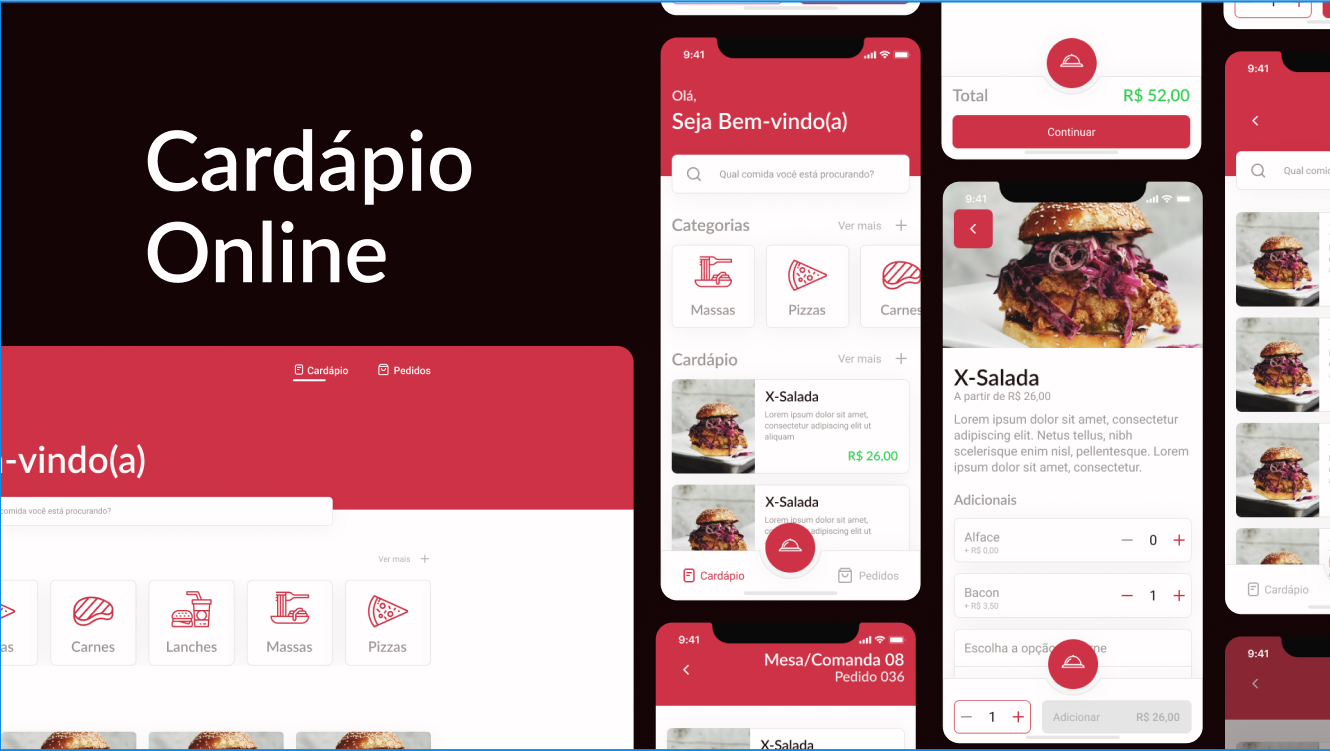 Cardápio
Online
Cardápio
Pedidos
-vindo(a)
comida você está procurando?
Ver mais
Carnes
Lanches
Massas
Pizzas
9:41
Olá,
Seja Bem-vindo(a)
Qual comida você está procurando?
Categorias
Ver mais
Massas
Pizzas
Carnes
Cardápio
Ver mais
X-Salada
Lorem ipsum dolor sit amet,
consectetur adipiscing elit ut
aliquam
R$ 26,00
X-Salada
Lorem ipsum dolor sit amet,
adipiscing elit ut
Cardápio
Pedidos
9:41
Mesa/Comanda 08
Pedido 036
X-Salada
Total
R$ 52,00
Continuar
9:41
X-Salada
A partir de R$ 26,00
Lorem ipsum dolor sit amet, consectetur
adipiscing elit. Netus tellus, nibh
scelerisque enim nisl, pellentesque. Lorem
ipsum dolor sit amet, consectetur.
Adicionais
Alface
+ R$ 0,00
0
Bacon
+ R$ 3,50
1
Escolha a opção
1
Adicionar
R$ 26,00
9:41
Qual comid
Cardápio
9:41